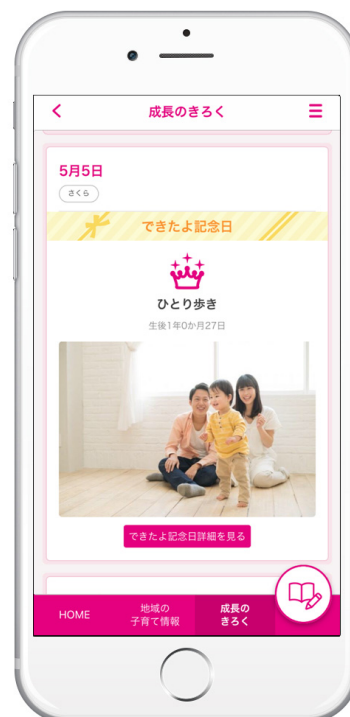 成長のきろく
5月5日
さくら
できたよ記念日
ひとり歩き
生後1年0か月27日
できたよ記念日詳細を見る
HOME
地域の
子育て情報
成長の
きろく